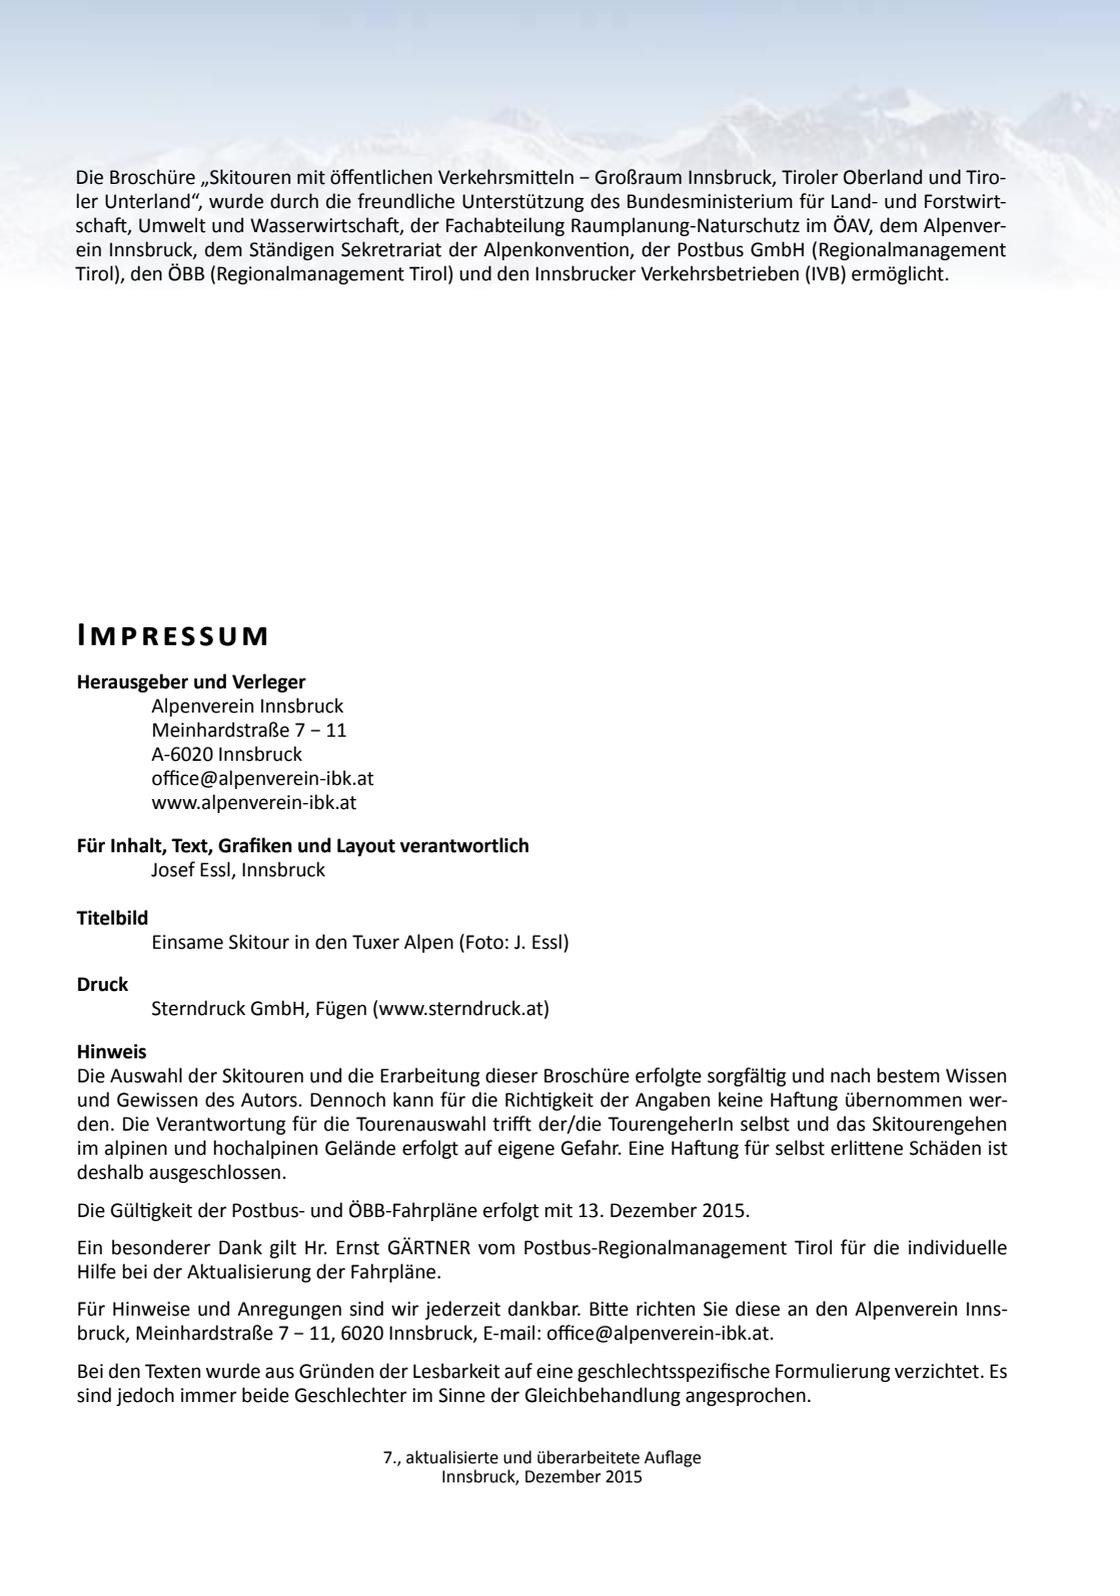 Die Broschüre „Skitouren mit öffentlichen Verkehrsmitteln – Großraum Innsbruck, Tiroler Oberland und Tiro-
ler Unterland“, wurde durch die freundliche Unterstützung des Bundesministerium für Land- und Forstwirt-
schaft, Umwelt und Wasserwirtschaft, der Fachabteilung Raumplanung-Naturschutz im ÖAV, dem Alpenver-
ein Innsbruck, dem Ständigen Sekretariat der Alpenkonvention, der Postbus GmbH (Regionalmanagement
Tirol), den ÖBB (Regionalmanagement Tirol) und den Innsbrucker Verkehrsbetrieben (IVB) ermöglicht.
Impressum
Herausgeber und Verleger
Alpenverein Innsbruck
Meinhardstraße 7 – 11
A-6020 Innsbruck
office@alpenverein-ibk.at
www.alpenverein-ibk.at
Für Inhalt, Text, Grafiken und Layout verantwortlich
Josef Essl, Innsbruck
Titelbild
Einsame Skitour in den Tuxer Alpen (Foto: J. Essl)
Druck
Sterndruck GmbH, Fügen (www.sterndruck.at)
Hinweis
Die Auswahl der Skitouren und die Erarbeitung dieser Broschüre erfolgte sorgfältig und nach bestem Wissen
und Gewissen des Autors. Dennoch kann für die Richtigkeit der Angaben keine Haftung übernommen wer-
den. Die Verantwortung für die Tourenauswahl trifft der/die TourengeherIn selbst und das Skitourengehen
im alpinen und hochalpinen Gelände erfolgt auf eigene Gefahr. Eine Haftung für selbst erlittene Schäden ist
deshalb ausgeschlossen.
Die Gültigkeit der Postbus- und ÖBB-Fahrpläne erfolgt mit 13. Dezember 2015.
Ein besonderer Dank gilt Hr. Ernst GÄRTNER vom Postbus-Regionalmanagement Tirol für die individuelle
Hilfe bei der Aktualisierung der Fahrpläne.
Für Hinweise und Anregungen sind wir jederzeit dankbar. Bitte richten Sie diese an den Alpenverein Inns-
bruck, Meinhardstraße 7 – 11, 6020 Innsbruck, E-mail: office@alpenverein-ibk.at.
Bei den Texten wurde aus Gründen der Lesbarkeit auf eine geschlechtsspezifische Formulierung verzichtet. Es
sind jedoch immer beide Geschlechter im Sinne der Gleichbehandlung angesprochen.
7., aktualisierte und überarbeitete Auflage
Innsbruck, Dezember 2015